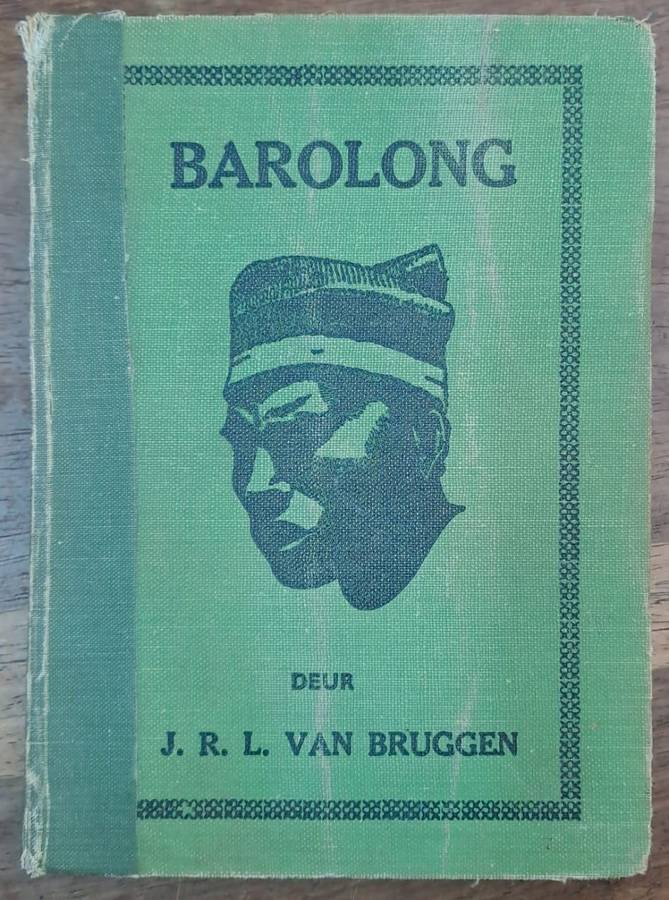 BAROLONG
DEUR
J. R. L. VAN BRUGGEN